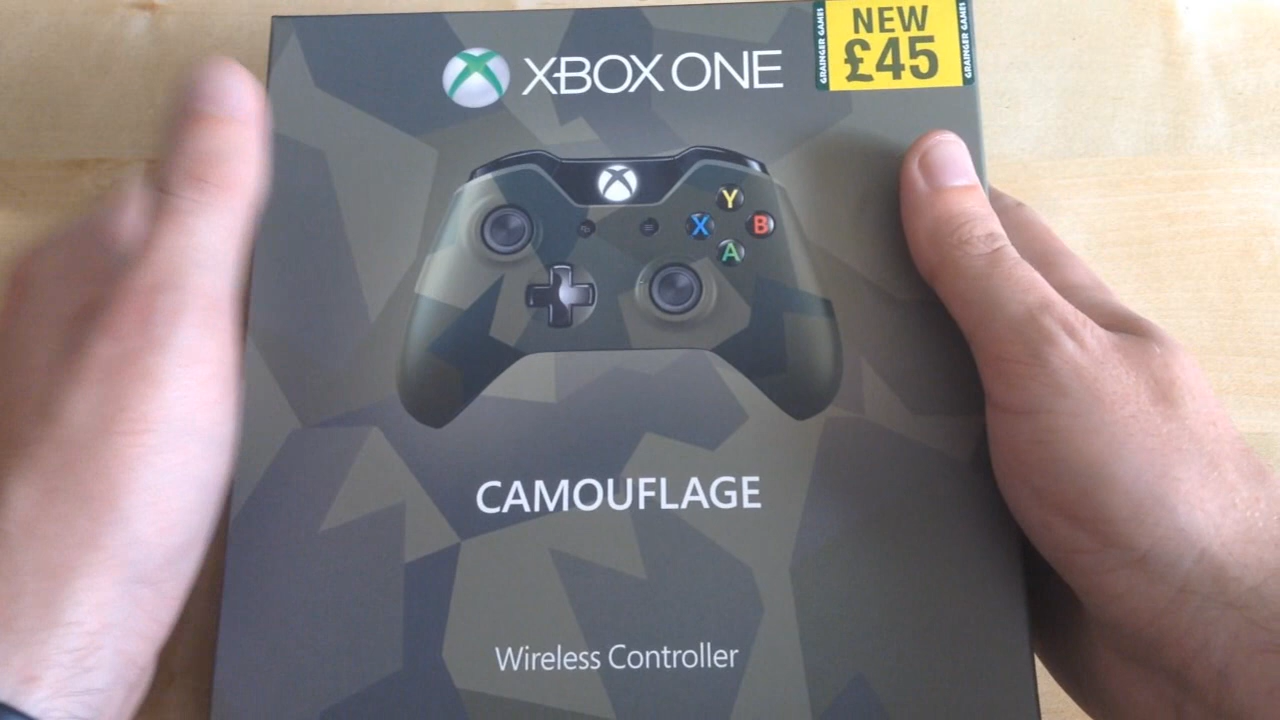 XBOX ONE
NEW
£45
GRAINGER GAMES
GRAINGER GAMES
Y
X
B
A
CAMOUFLAGE
Wireless Controller